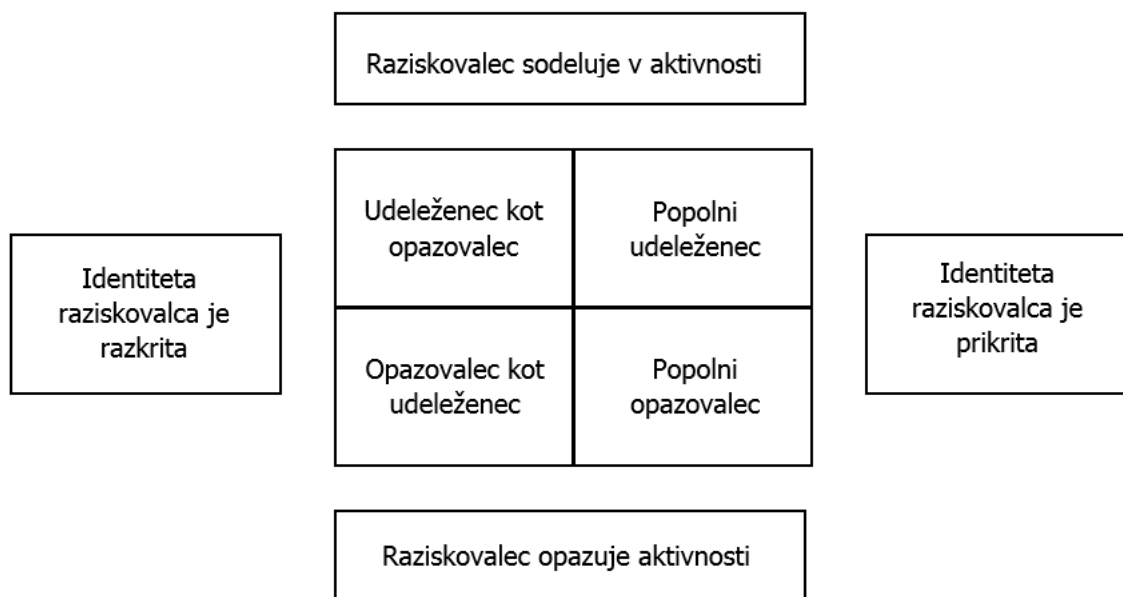 Raziskovalec sodeluje v aktivnosti
Udeleženec kot
opazovalec
Popolni
udeleženec
Identiteta
raziskovalca je
razkrita
Identiteta
raziskovalca je
prikrita
Opazovalec kot
udeleženec
Popolni
opazovalec
Raziskovalec opazuje aktivnosti